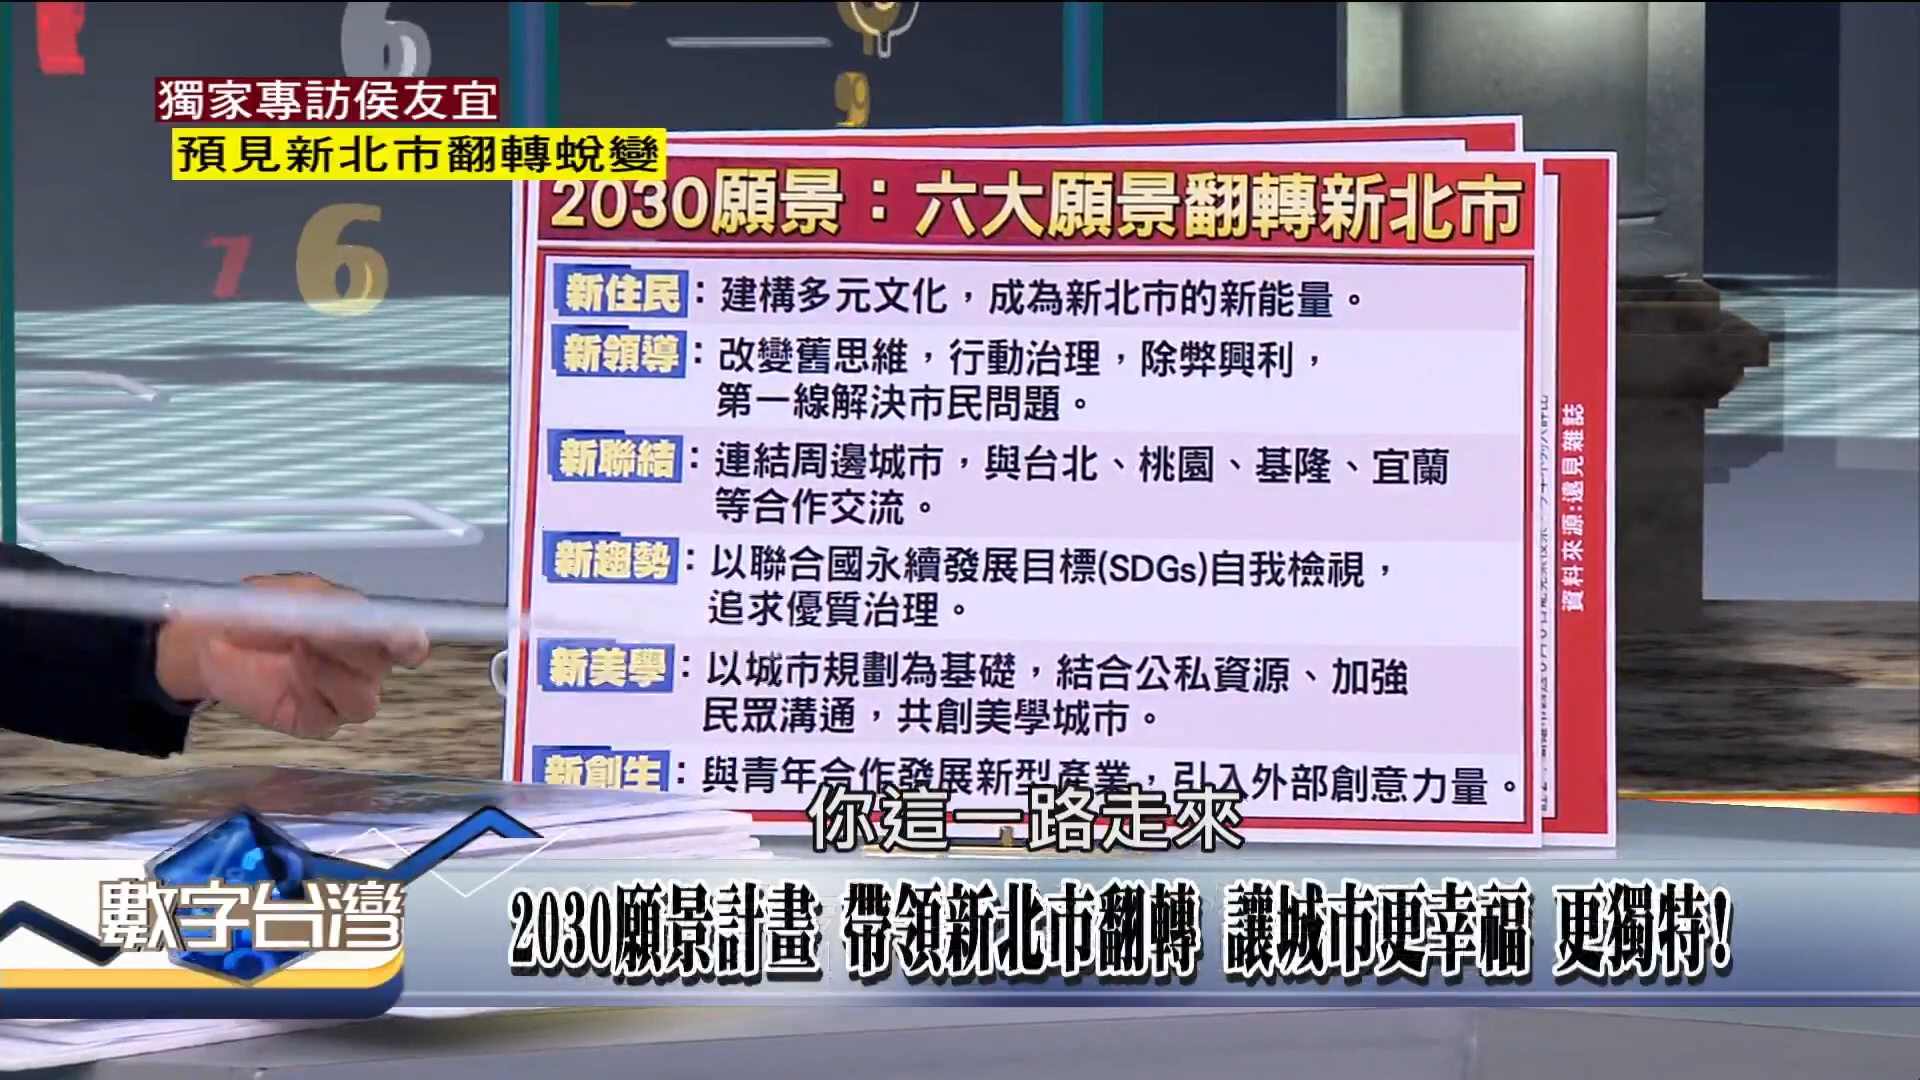 獨家專訪侯友宜
預見新北市翻轉蛻變
2030願景：六大願景翻轉新北市
新住民：建構多元文化，成為新北市的新能量。
新領導：改變舊思維，行動治理，除弊興利，
第一線解決市民問題。
新聯結：連結周邊城市，與台北、桃園、基隆、宜蘭
等合作交流。
新趨勢：以聯合國永續發展目標(SDGs)自我檢視，
追求優質治理。
新美學：以城市規劃為基礎，結合公私資源、加強
民眾溝通，共創美學城市。
新創生：與青年合作發展新型產業，引入外部創意力量。
資料來源:遠見雜誌
6
9
7
6
你這一路走來
數字台灣
2030願景計畫 帶領新北市翻轉 讓城市更幸福 更獨特!